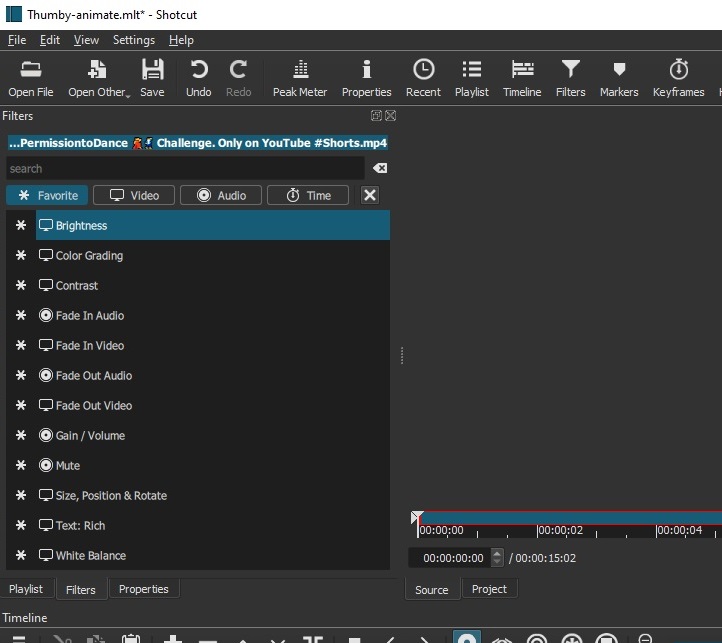 Thumby-animate.mlt* - Shotcut
File Edit View Settings Help
Open File Open Other... Save Undo Redo Peak Meter Properties Recent Playlist Timeline Filters Markers Keyframes
Filters
...PermissiontoDance Challenge. Only on YouTube #Shorts.mp4
search
Favorite Video Audio Time
Brightness
Color Grading
Contrast
Fade In Audio
Fade In Video
Fade Out Audio
Fade Out Video
Gain / Volume
Mute
Size, Position & Rotate
Text: Rich
White Balance
00:00:00 00:00:02 00:00:04
00:00:00:00 / 00:00:15:02
Playlist Filters Properties Source Project
Timeline